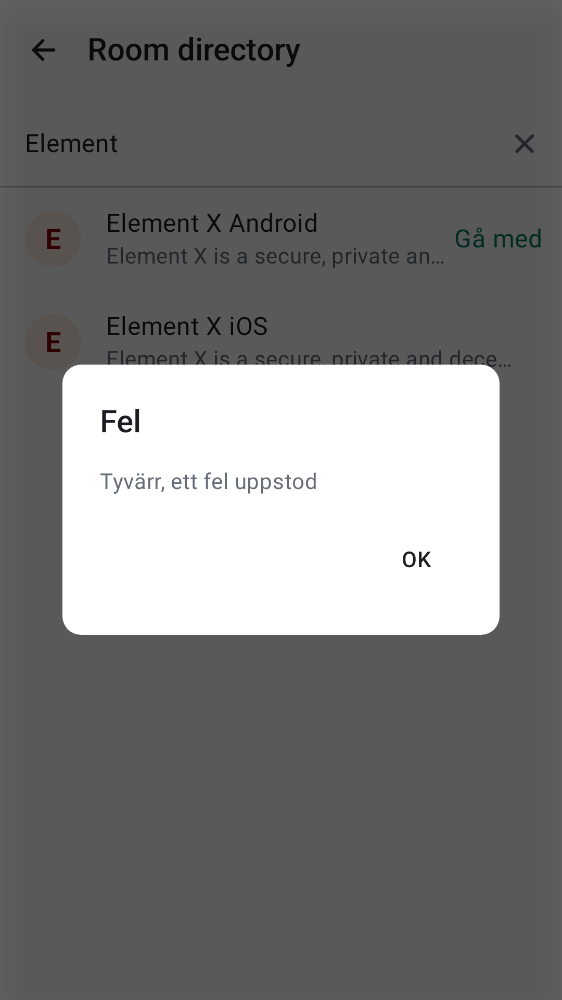 Room directory
Element
E
Element X Android
Gå med
Element X is a secure, private an…
E
Element X iOS
Element X is a secure, private and dece…
Fel
Tyvärr, ett fel uppstod
OK